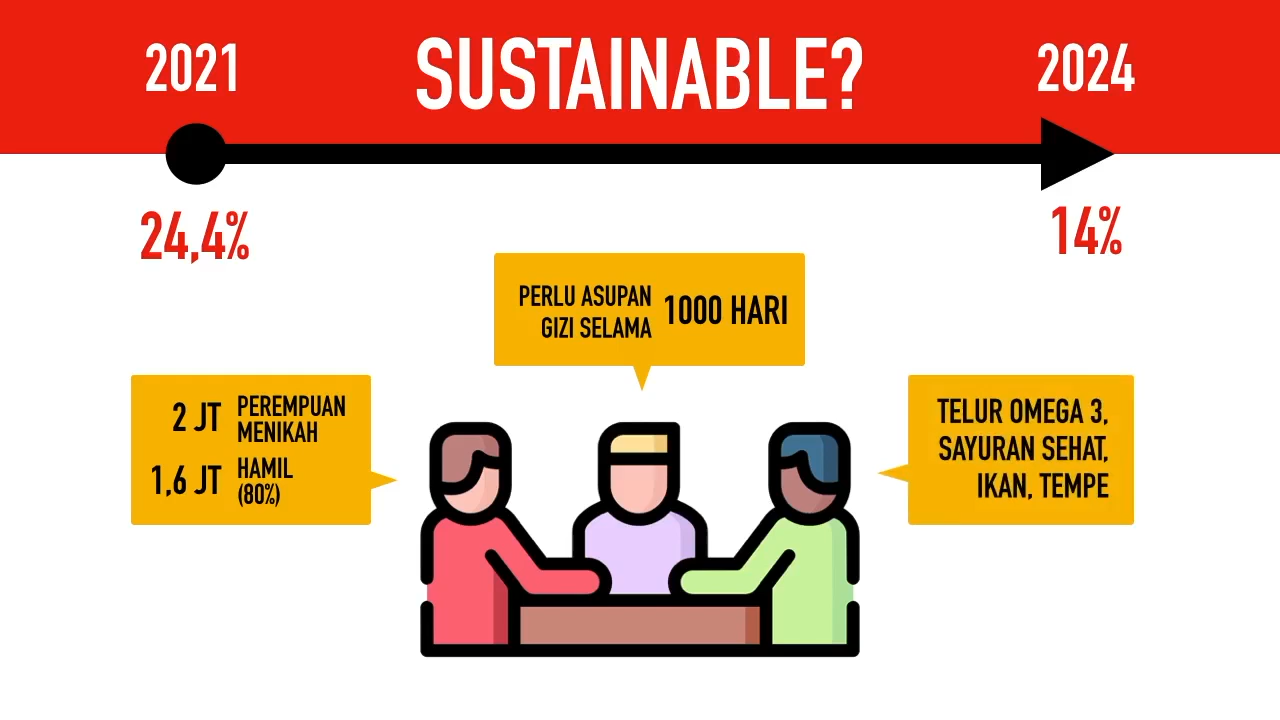 2021
SUSTAINABLE?
2024
24,4%
14%
PERLU ASUPAN
GIZI SELAMA
1000 HARI
2 JT
PEREMPUAN
MENIKAH
1,6 JT
HAMIL
(80%)
TELUR OMEGA 3,
SAYURAN SEHAT,
IKAN, TEMPE